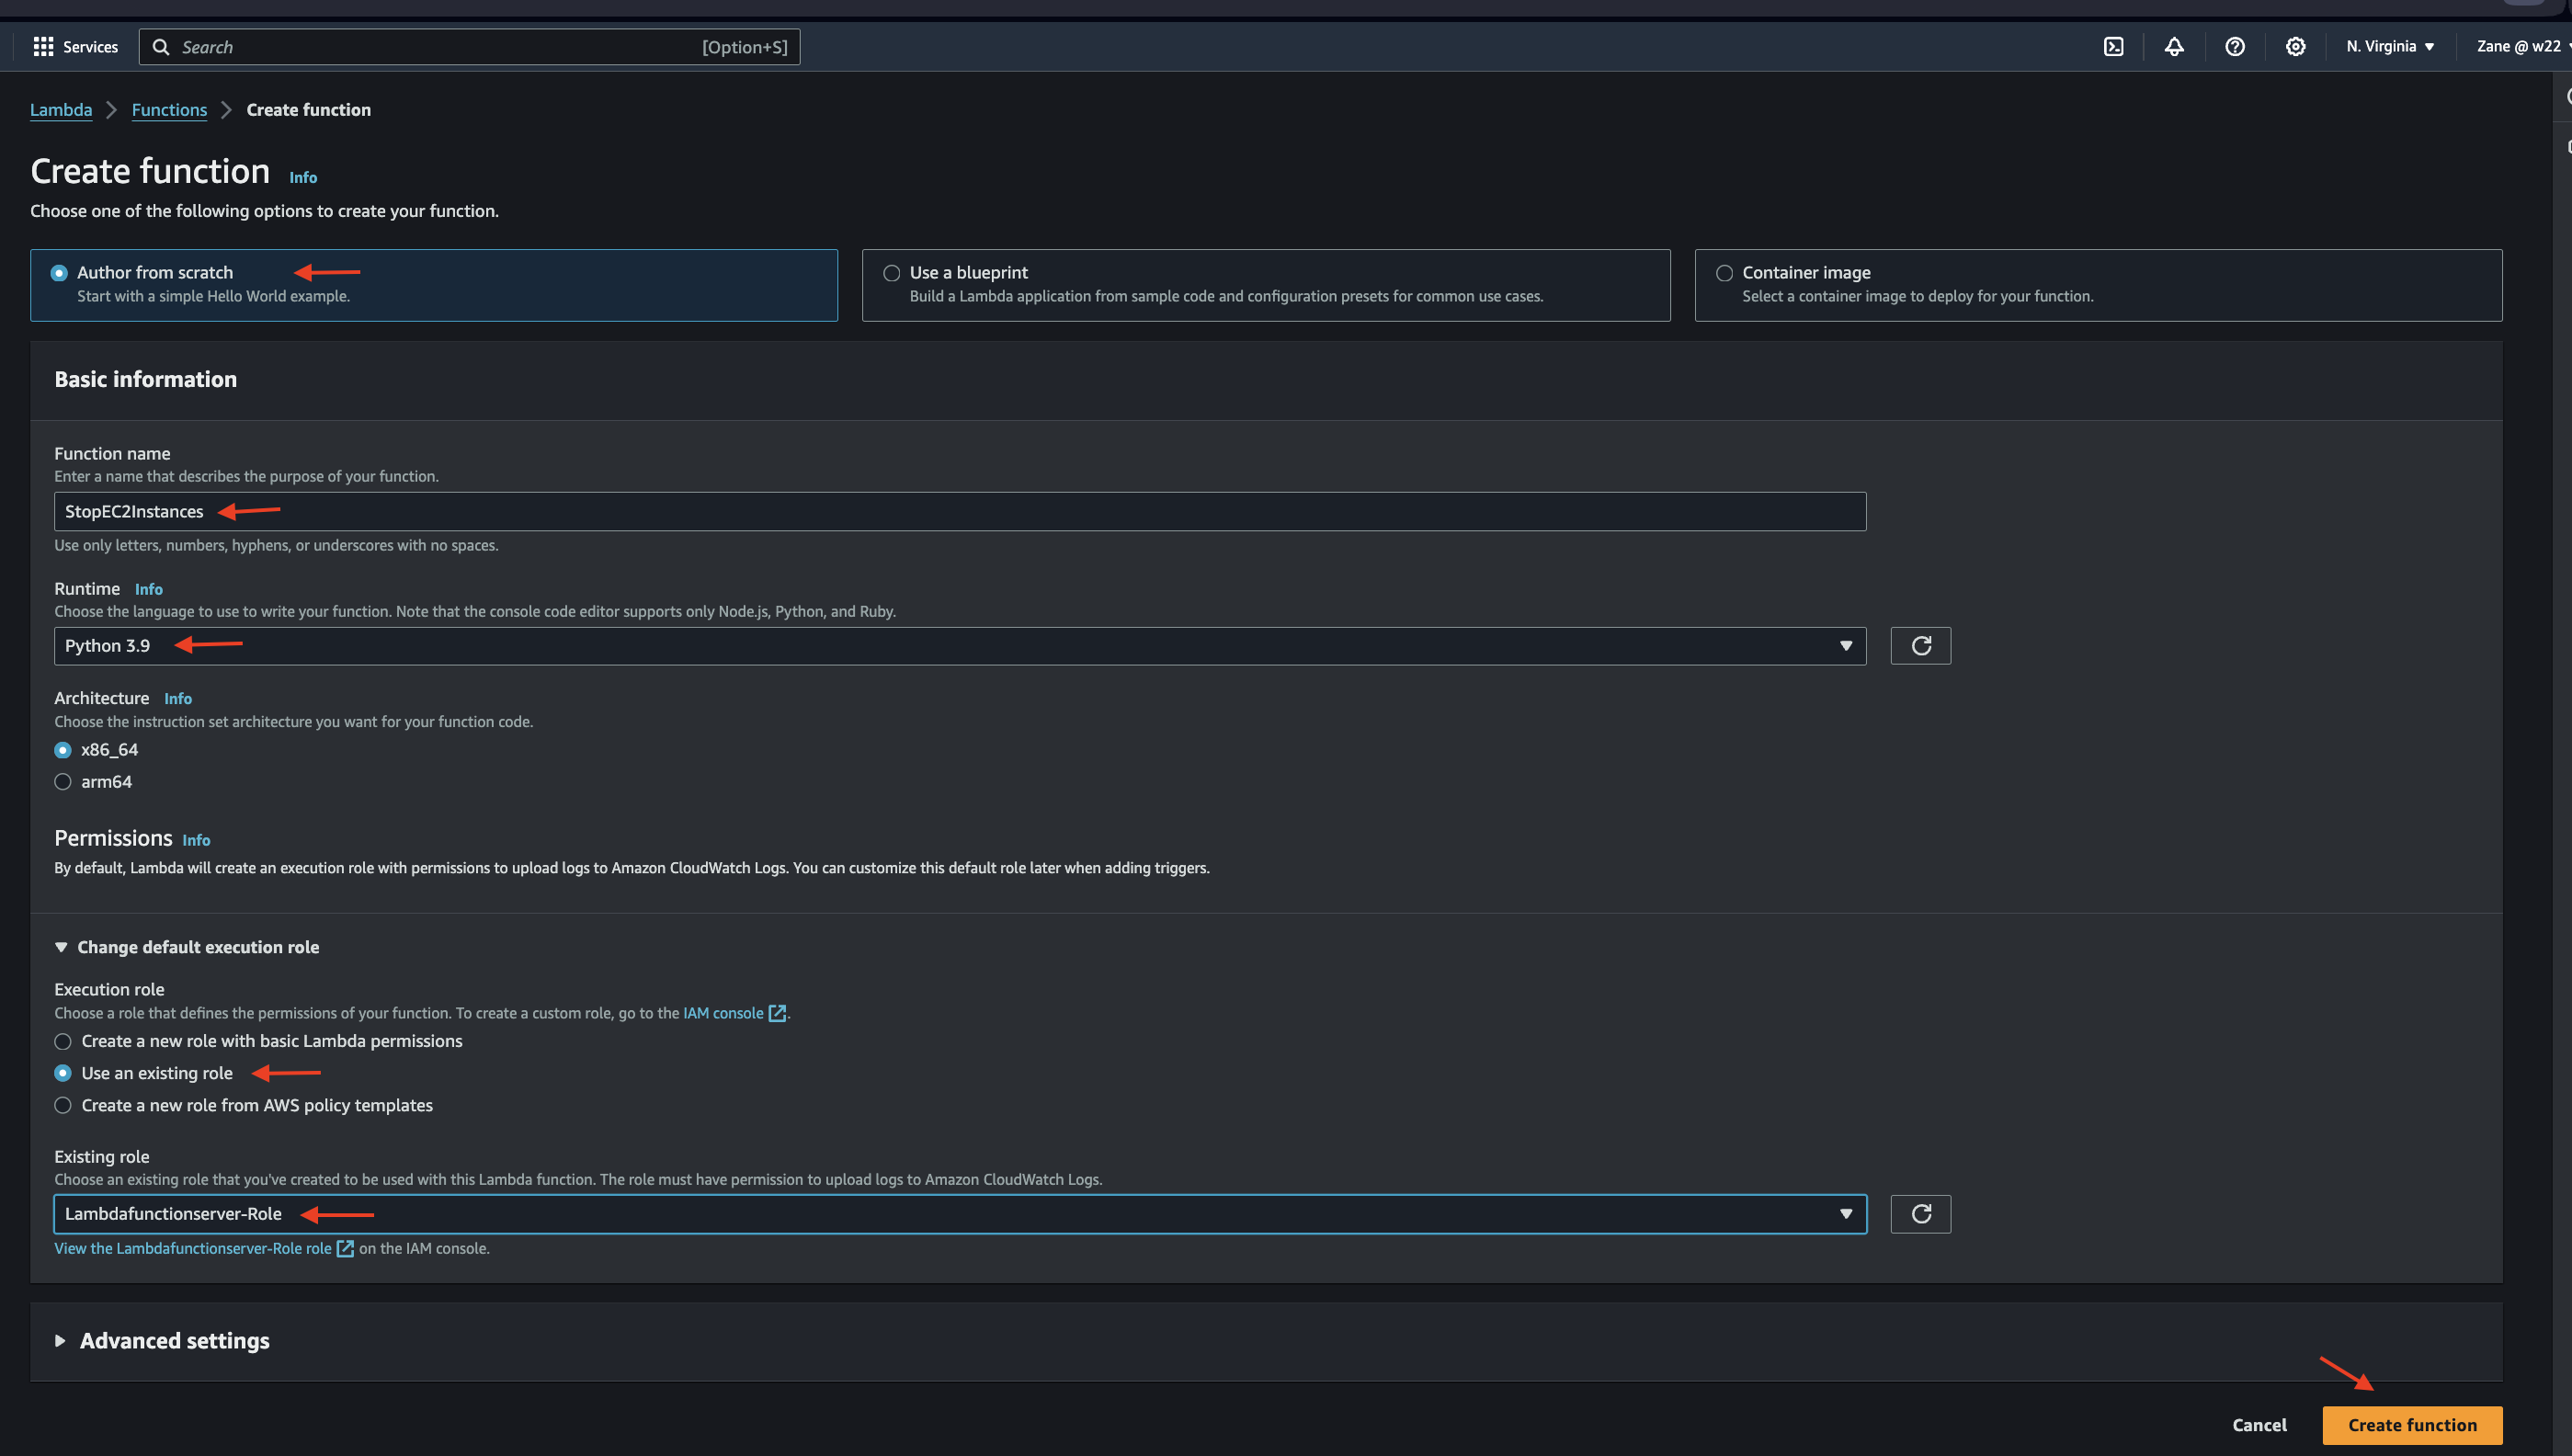 Services
Search [Option+S]
N. Virginia
Zane @ w22
Lambda Functions Create function
Create function Info
Choose one of the following options to create your function.
Author from scratch
Start with a simple Hello World example.
Use a blueprint
Build a Lambda application from sample code and configuration presets for common use cases.
Container image
Select a container image to deploy for your function.
Basic information
Function name
Enter a name that describes the purpose of your function.
StopEC2Instances
Use only letters, numbers, hyphens, or underscores with no spaces.
Runtime Info
Choose the language to use to write your function. Note that the console code editor supports only Node.js, Python, and Ruby.
Python 3.9
Architecture Info
Choose the instruction set architecture you want for your function code.
x86_64
arm64
Permissions Info
By default, Lambda will create an execution role with permissions to upload logs to Amazon CloudWatch Logs. You can customize this default role later when adding triggers.
Change default execution role
Execution role
Choose a role that defines the permissions of your function. To create a custom role, go to the IAM console.
Create a new role with basic Lambda permissions
Use an existing role
Create a new role from AWS policy templates
Existing role
Choose an existing role that you've created to be used with this Lambda function. The role must have permission to upload logs to Amazon CloudWatch Logs.
Lambdafunctionserver-Role
View the Lambdafunctionserver-Role role on the IAM console.
Advanced settings
Cancel
Create function